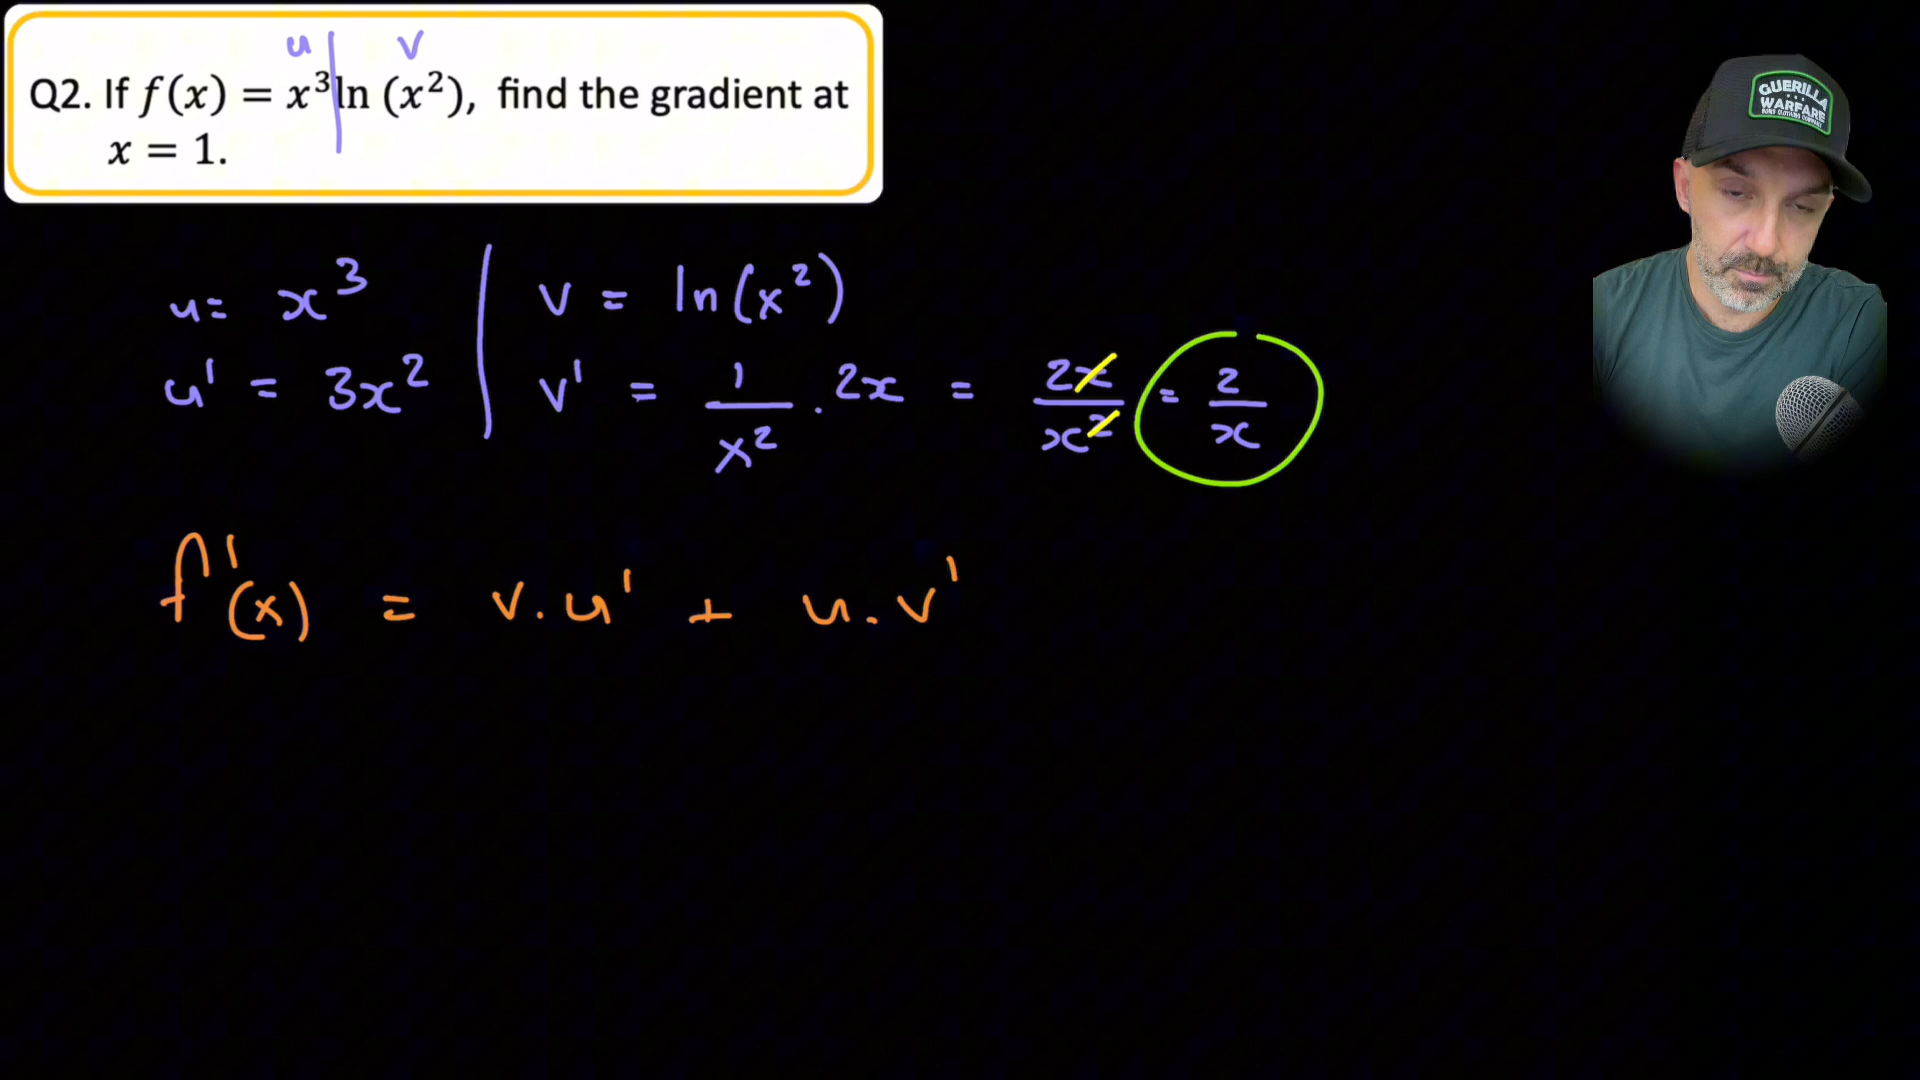 u | v
Q2. If f(x) = x³ln (x²), find the gradient at
x = 1.
u = x³ | v = ln(x²)
u' = 3x² | v' = 1/x² . 2x = 2x/x² = 2/x
f'(x) = v.u' + u.v'
GUERILLA
WARFARE